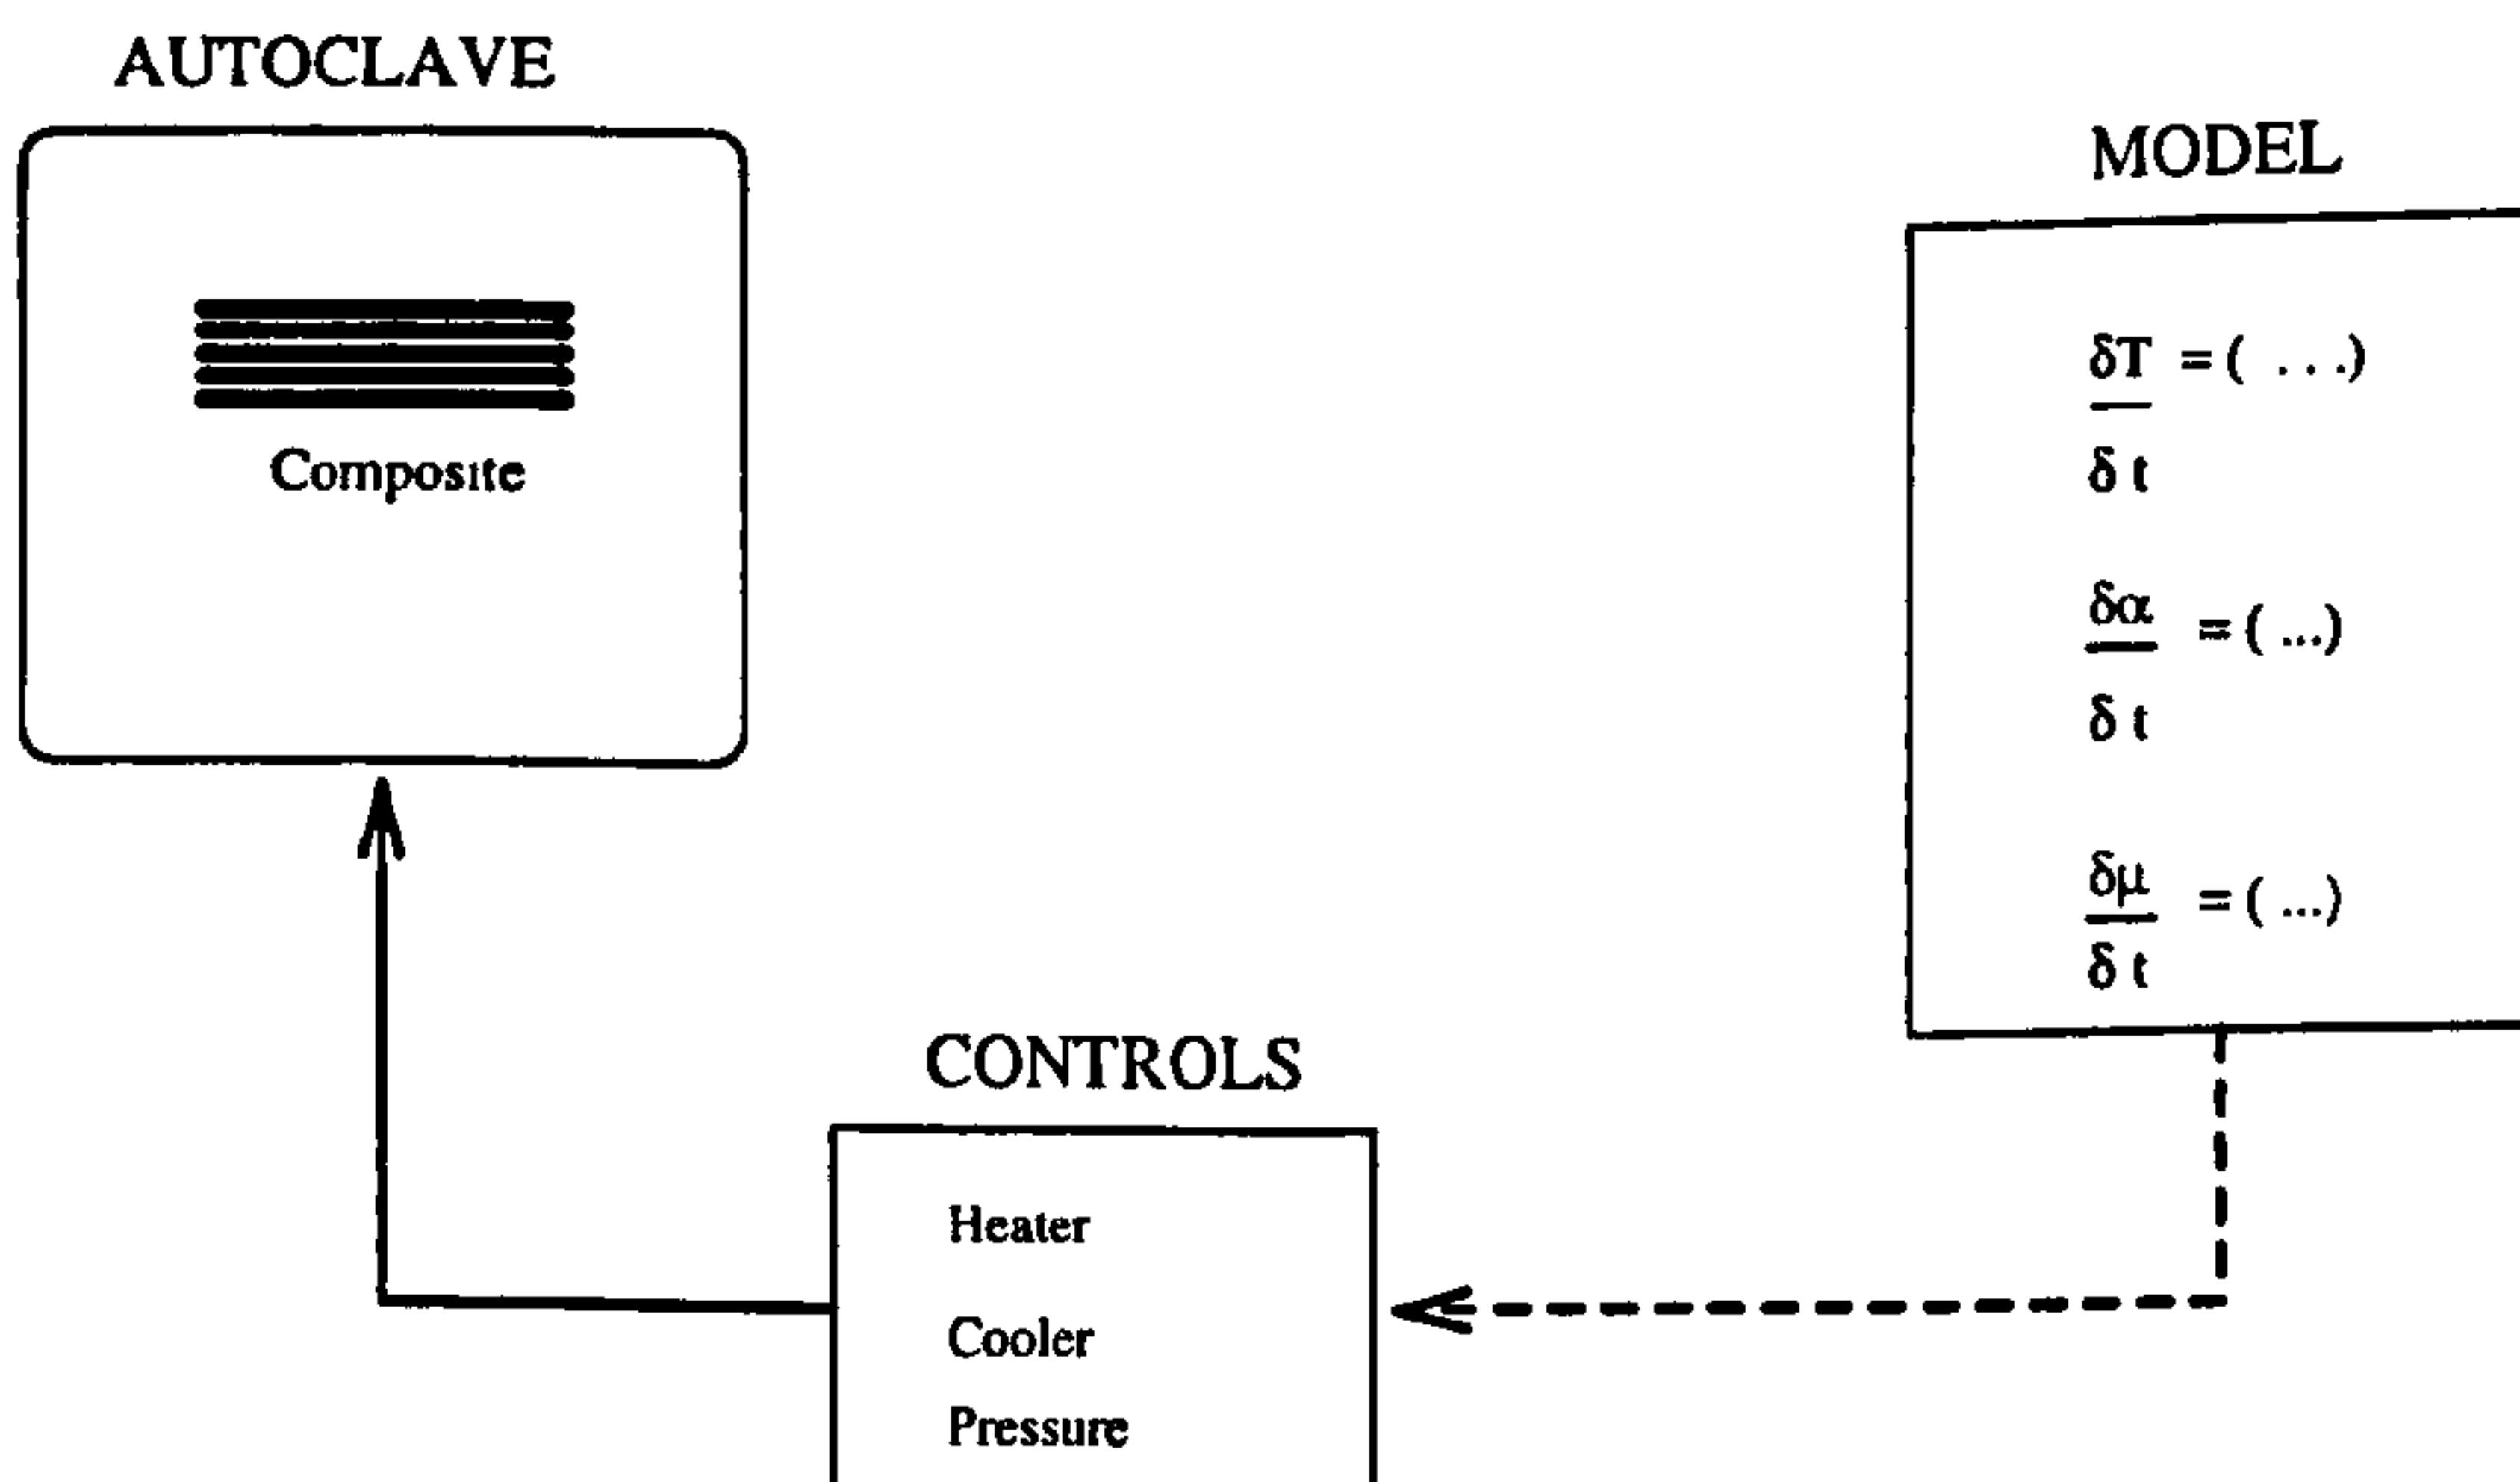 AUTOCLAVE
Composite
MODEL
δT = ( . . .)
δ t
δα = ( ...)
δ t
δμ = ( ...)
δ t
CONTROLS
Heater
Cooler
Pressure